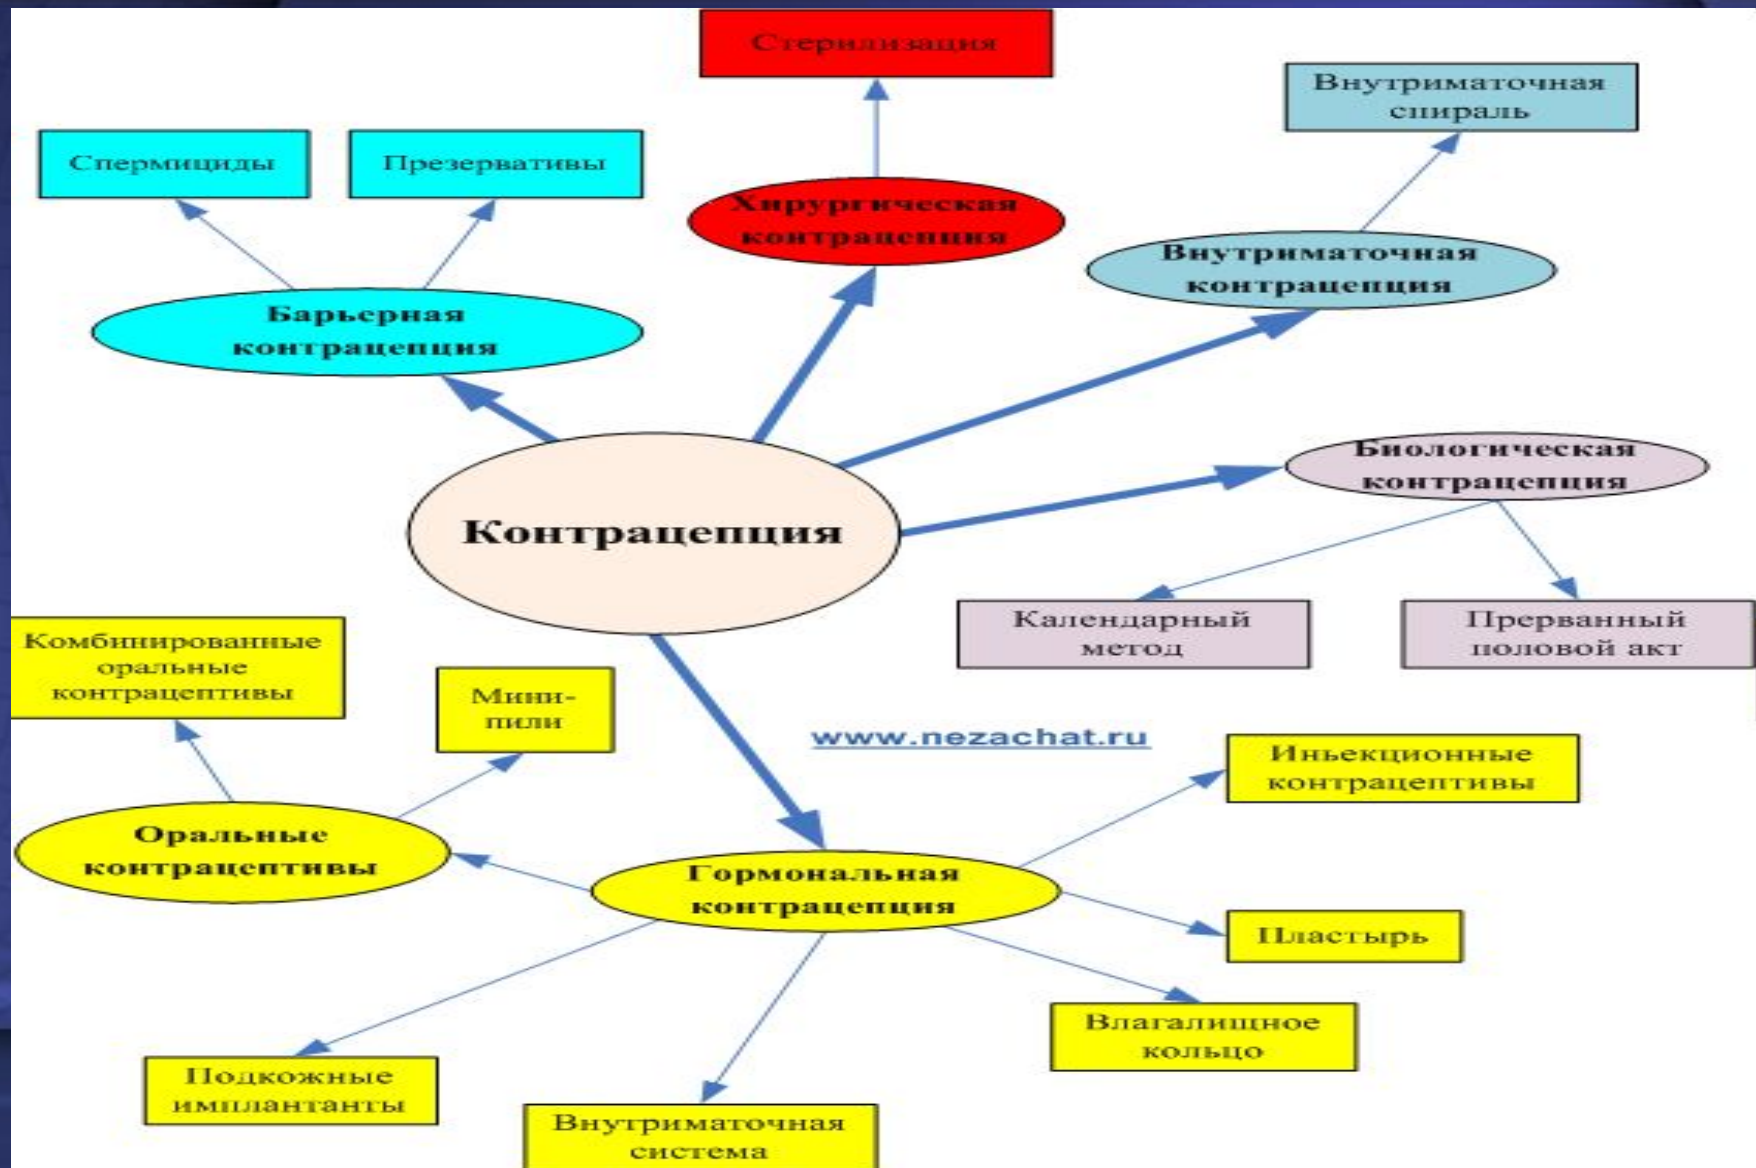 Стерилизация
Внутриматочная
спираль
Спермициды
Презервативы
Хирургическая
контрацепция
Внутриматочная
контрацепция
Барьерная
контрацепция
Биологическая
контрацепция
Контрацепция
Календарный
метод
Прерванный
половой акт
Комбинированные
оральные
контрацептивы
Мини-
пили
www.nezachat.ru
Иньекционные
контрацептивы
Оральные
контрацептивы
Гормональная
контрацепция
Пластырь
Влагалищное
кольцо
Подкожные
имплантанты
Внутриматочная
система